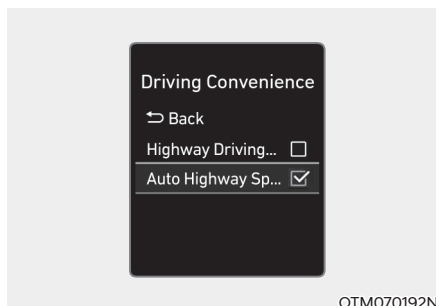 Driving Convenience
Back
Highway Driving...
Auto Highway Sp...
OTM070192N